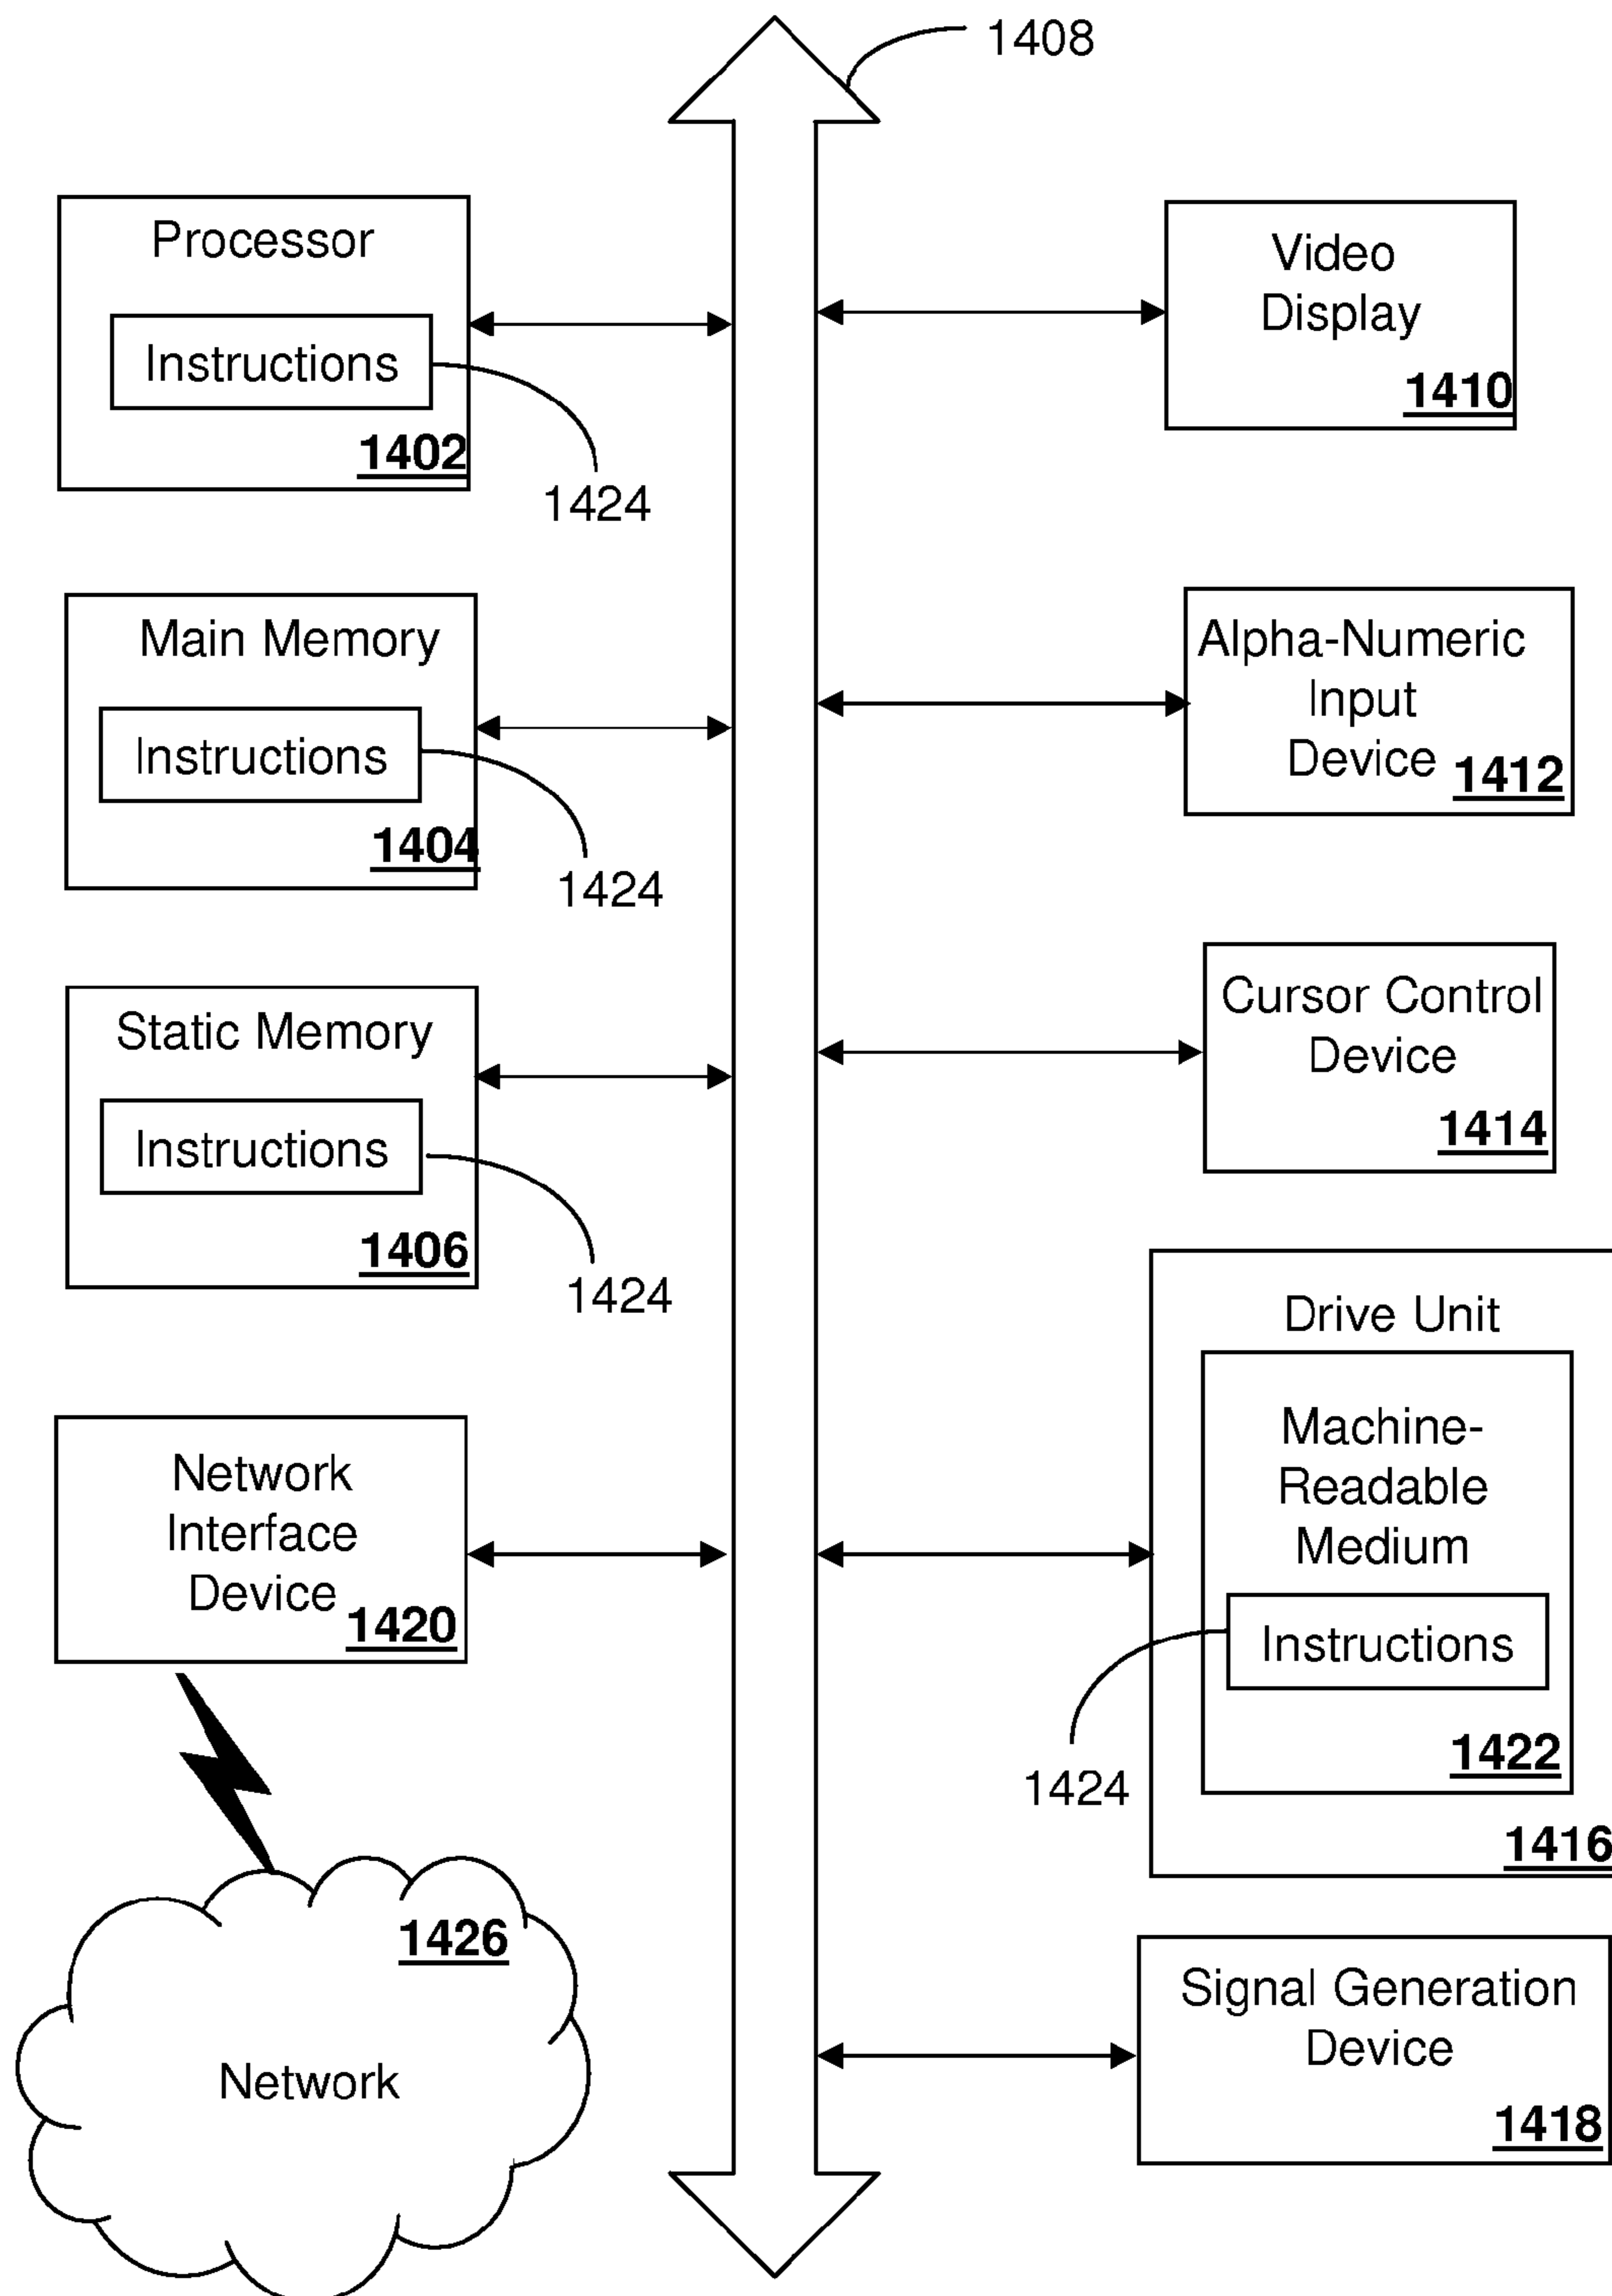 1408
Processor
Instructions
1402
1424
Main Memory
Instructions
1404
1424
Static Memory
Instructions
1406
1424
Network
Interface
Device
1420
1426
Network
Video
Display
1410
Alpha-Numeric
Input
Device
1412
Cursor Control
Device
1414
Drive Unit
Machine-
Readable
Medium
Instructions
1422
1424
1416
Signal Generation
Device
1418